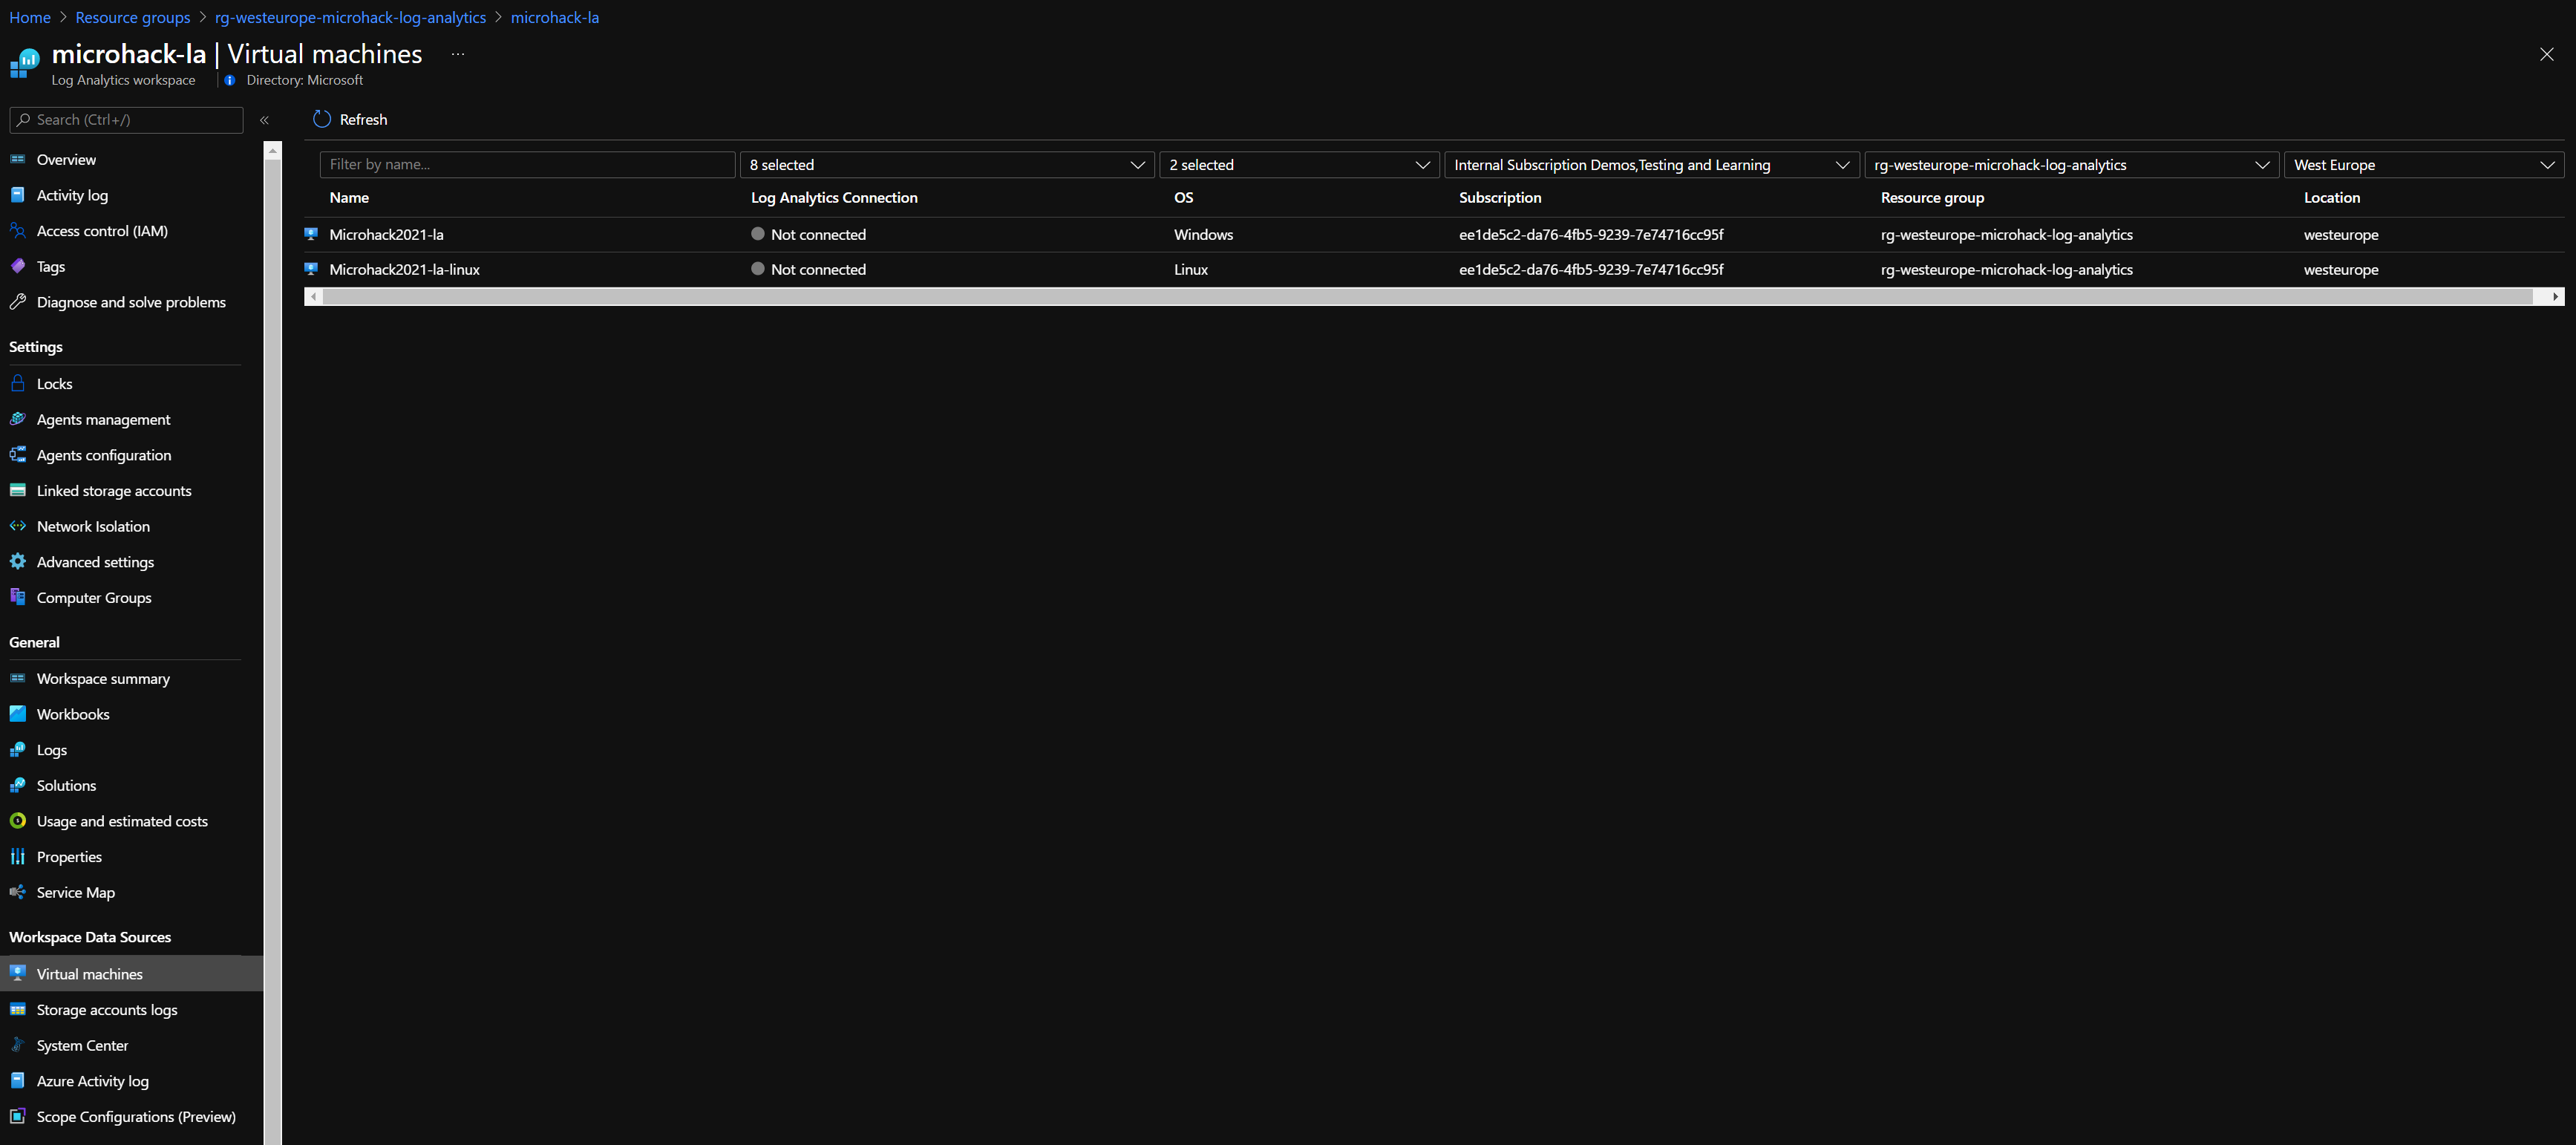 Home > Resource groups > rg-westeurope-microhack-log-analytics > microhack-la
microhack-la | Virtual machines ...
Log Analytics workspace | Directory: Microsoft
Search (Ctrl+/) «
Overview
Activity log
Access control (IAM)
Tags
Diagnose and solve problems
Settings
Locks
Agents management
Agents configuration
Linked storage accounts
Network Isolation
Advanced settings
Computer Groups
General
Workspace summary
Workbooks
Logs
Solutions
Usage and estimated costs
Properties
Service Map
Workspace Data Sources
Virtual machines
Storage accounts logs
System Center
Azure Activity log
Scope Configurations (Preview)
Refresh
Filter by name... 8 selected 2 selected Internal Subscription Demos,Testing and Learning rg-westeurope-microhack-log-analytics West Europe
Name Log Analytics Connection OS Subscription Resource group Location
Microhack2021-la Not connected Windows ee1de5c2-da76-4fb5-9239-7e74716cc95f rg-westeurope-microhack-log-analytics westeurope
Microhack2021-la-linux Not connected Linux ee1de5c2-da76-4fb5-9239-7e74716cc95f rg-westeurope-microhack-log-analytics westeurope